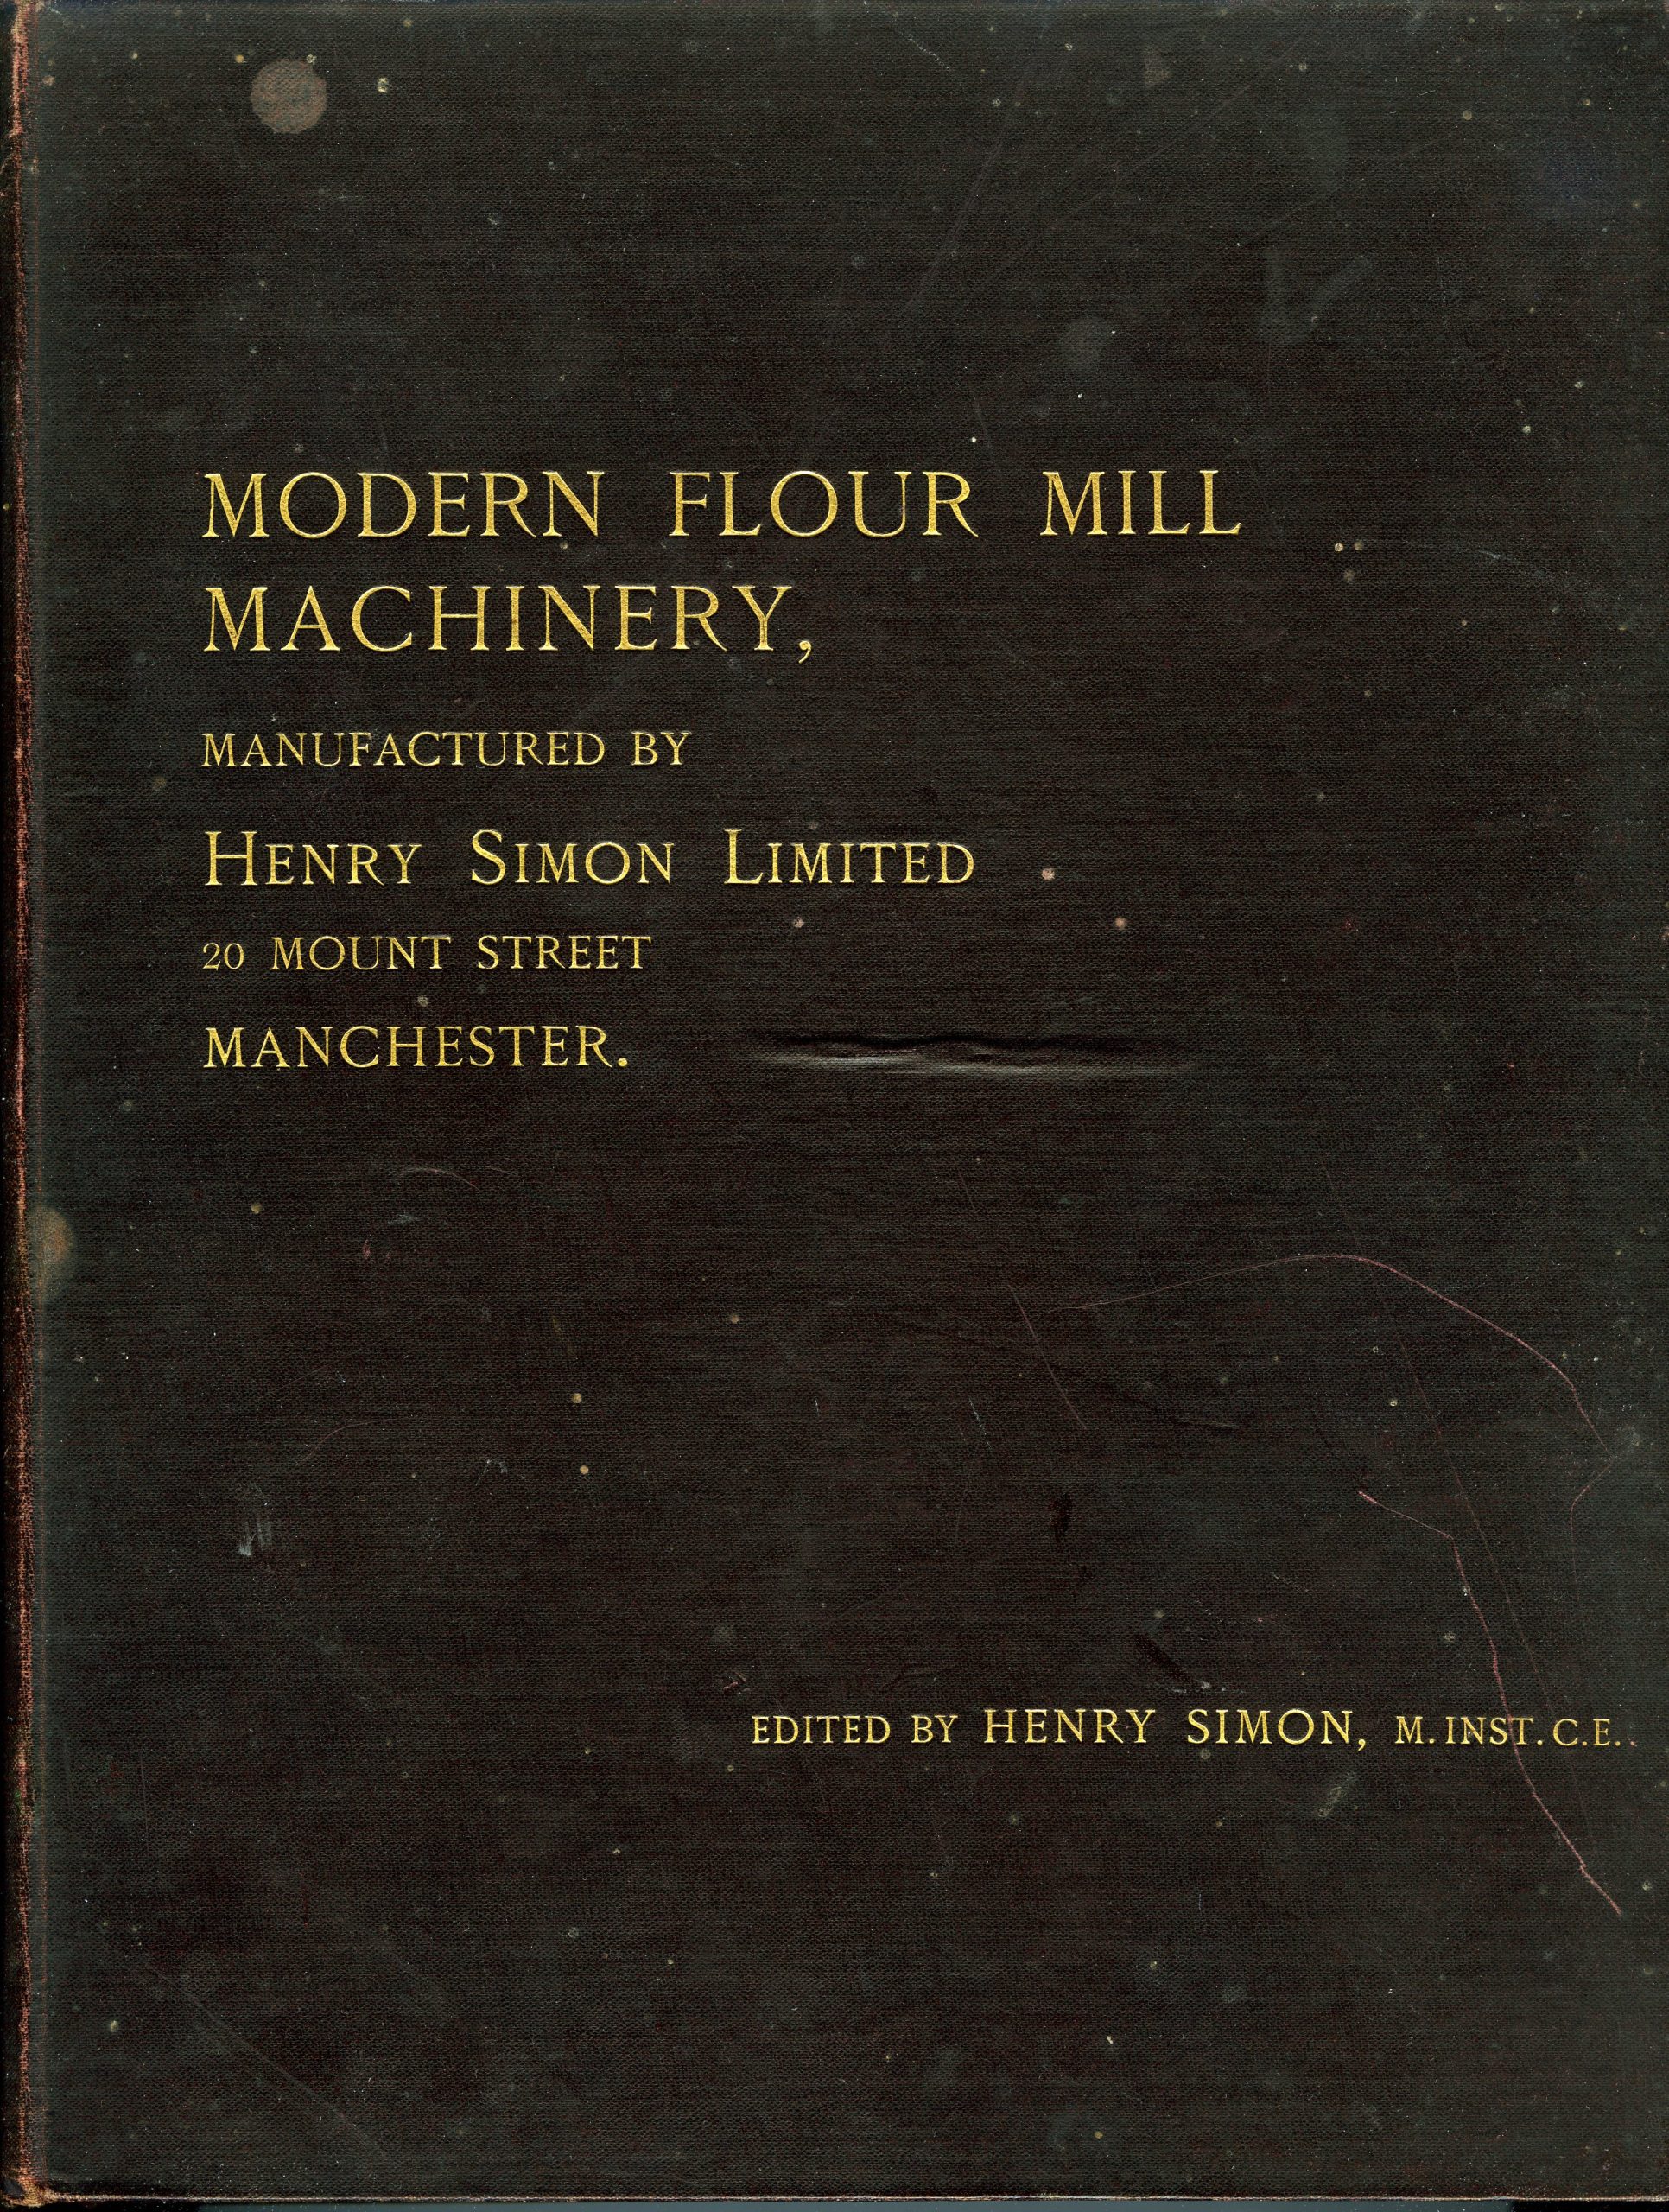 MODERN FLOUR MILL
MACHINERY,
MANUFACTURED BY
HENRY SIMON LIMITED
20 MOUNT STREET
MANCHESTER.
EDITED BY HENRY SIMON, M.INST.C.E.